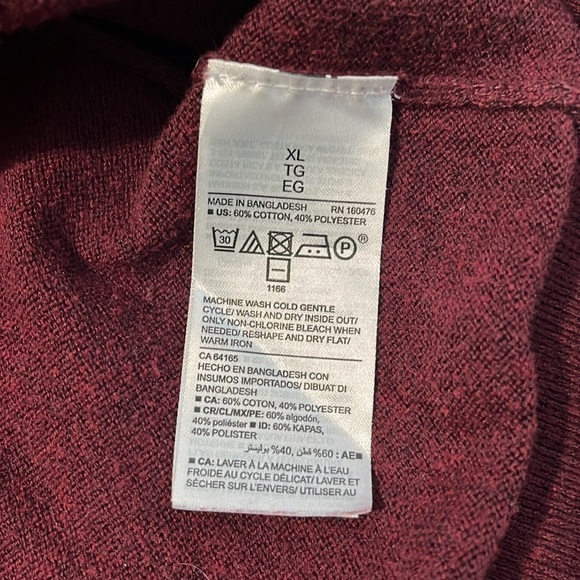 XL
TG
EG
MADE IN BANGLADESH RN 160476
■ US: 60% COTTON, 40% POLYESTER
30 P ®
1166
MACHINE WASH COLD GENTLE
CYCLE/ WASH AND DRY INSIDE OUT/
ONLY NON-CHLORINE BLEACH WHEN
NEEDED/ RESHAPE AND DRY FLAT/
WARM IRON
CA 64165
HECHO EN BANGLADESH CON
INSUMOS IMPORTADOS/ DIBUAT DI
BANGLADESH
■ CA: 60% COTON, 40% POLYESTER
■ CR/CL/MX/PE: 60% algodón,
40% poliéster ■ ID: 60% KAPAS,
40% POLISTER
■ AE: 60% قطن, 40% بوليستر
■ CA: LAVER À LA MACHINE À L'EAU
FROIDE AU CYCLE DÉLICAT/ LAVER ET
SÉCHER SUR L'ENVERS/ UTILISER AU